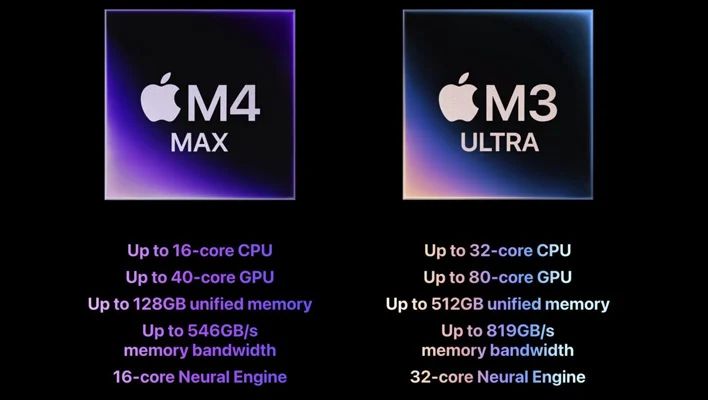 M4
MAX
Up to 16-core CPU
Up to 40-core GPU
Up to 128GB unified memory
Up to 546GB/s
memory bandwidth
16-core Neural Engine
M3
ULTRA
Up to 32-core CPU
Up to 80-core GPU
Up to 512GB unified memory
Up to 819GB/s
memory bandwidth
32-core Neural Engine